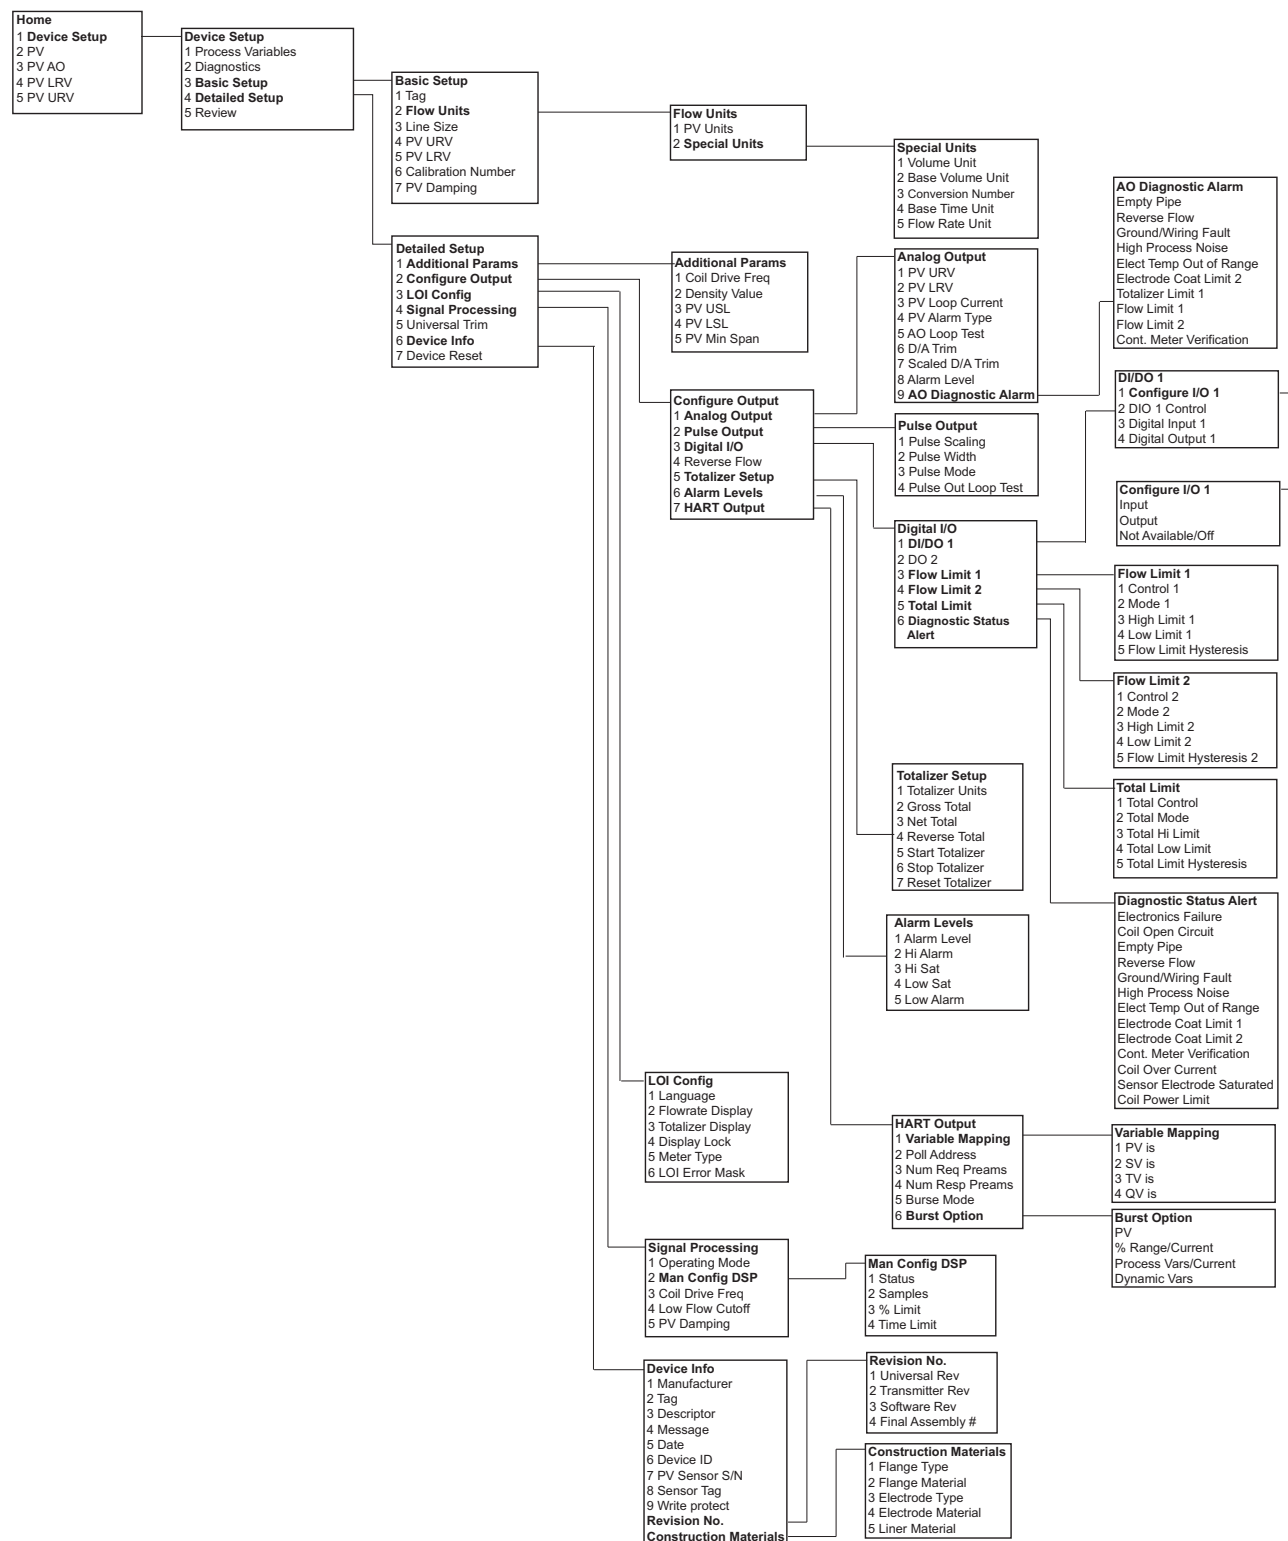 Home
1 Device Setup
2 PV
3 PV AO
4 PV LRV
5 PV URV
Device Setup
1 Process Variables
2 Diagnostics
3 Basic Setup
4 Detailed Setup
5 Review
Basic Setup
1 Tag
2 Flow Units
3 Line Size
4 PV URV
5 PV LRV
6 Calibration Number
7 PV Damping
Flow Units
1 PV Units
2 Special Units
Special Units
1 Volume Unit
2 Base Volume Unit
3 Conversion Number
4 Base Time Unit
5 Flow Rate Unit
Detailed Setup
1 Additional Params
2 Configure Output
3 LOI Config
4 Signal Processing
5 Universal Trim
6 Device Info
7 Device Reset
Additional Params
1 Coil Drive Freq
2 Density Value
3 PV USL
4 PV LSL
5 PV Min Span
Configure Output
1 Analog Output
2 Pulse Output
3 Digital I/O
4 Reverse Flow
5 Totalizer Setup
6 Alarm Levels
7 HART Output
Analog Output
1 PV URV
2 PV LRV
3 PV Loop Current
4 PV Alarm Type
5 AO Loop Test
6 D/A Trim
7 Scaled D/A Trim
8 Alarm Level
9 AO Diagnostic Alarm
AO Diagnostic Alarm
Empty Pipe
Reverse Flow
Ground/Wiring Fault
High Process Noise
Elect Temp Out of Range
Electrode Coat Limit 2
Totalizer Limit 1
Flow Limit 1
Flow Limit 2
Cont. Meter Verification
Pulse Output
1 Pulse Scaling
2 Pulse Width
3 Pulse Mode
4 Pulse Out Loop Test
Digital I/O
1 DI/DO 1
2 DO 2
3 Flow Limit 1
4 Flow Limit 2
5 Total Limit
6 Diagnostic Status
Alert
DI/DO 1
1 Configure I/O 1
2 DIO 1 Control
3 Digital Input 1
4 Digital Output 1
Configure I/O 1
Input
Output
Not Available/Off
Flow Limit 1
1 Control 1
2 Mode 1
3 High Limit 1
4 Low Limit 1
5 Flow Limit Hysteresis
Flow Limit 2
1 Control 2
2 Mode 2
3 High Limit 2
4 Low Limit 2
5 Flow Limit Hysteresis 2
Total Limit
1 Total Control
2 Total Mode
3 Total Hi Limit
4 Total Low Limit
5 Total Limit Hysteresis
Diagnostic Status Alert
Electronics Failure
Coil Open Circuit
Empty Pipe
Reverse Flow
Ground/Wiring Fault
High Process Noise
Elect Temp Out of Range
Electrode Coat Limit 1
Electrode Coat Limit 2
Cont. Meter Verification
Coil Over Current
Sensor Electrode Saturated
Coil Power Limit
Totalizer Setup
1 Totalizer Units
2 Gross Total
3 Net Total
4 Reverse Total
5 Start Totalizer
6 Stop Totalizer
7 Reset Totalizer
Alarm Levels
1 Alarm Level
2 Hi Alarm
3 Hi Sat
4 Low Sat
5 Low Alarm
HART Output
1 Variable Mapping
2 Poll Address
3 Num Req Preams
4 Num Resp Preams
5 Burse Mode
6 Burst Option
Variable Mapping
1 PV is
2 SV is
3 TV is
4 QV is
Burst Option
PV
% Range/Current
Process Vars/Current
Dynamic Vars
LOI Config
1 Language
2 Flowrate Display
3 Totalizer Display
4 Display Lock
5 Meter Type
6 LOI Error Mask
Signal Processing
1 Operating Mode
2 Man Config DSP
3 Coil Drive Freq
4 Low Flow Cutoff
5 PV Damping
Man Config DSP
1 Status
2 Samples
3 % Limit
4 Time Limit
Device Info
1 Manufacturer
2 Tag
3 Descriptor
4 Message
5 Date
6 Device ID
7 PV Sensor S/N
8 Sensor Tag
9 Write protect
Revision No.
Construction Materials
Revision No.
1 Universal Rev
2 Transmitter Rev
3 Software Rev
4 Final Assembly #
Construction Materials
1 Flange Type
2 Flange Material
3 Electrode Type
4 Electrode Material
5 Liner Material